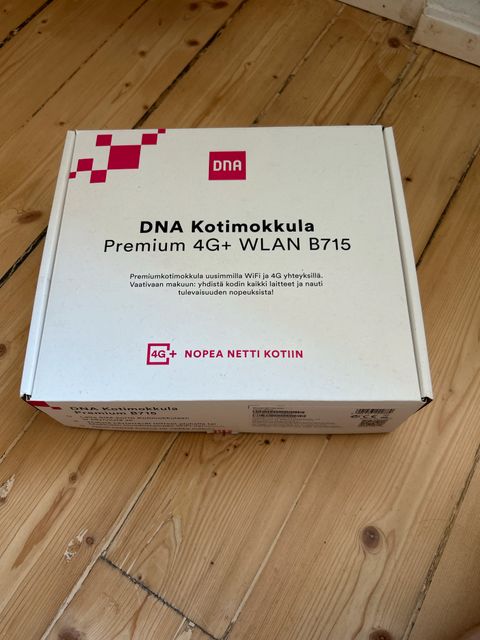 DNA
DNA Kotimokkula
Premium 4G+ WLAN B715
Premiumkotimokkula uusimmilla WiFi ja 4G yhteyksillä.
Vaativaan makuun: yhdistä kodin kaikki laitteet ja nauti
tulevaisuuden nopeuksista!
4G+ NOPEA NETTI KOTIIN
DNA Kotimokkula
Premium B715